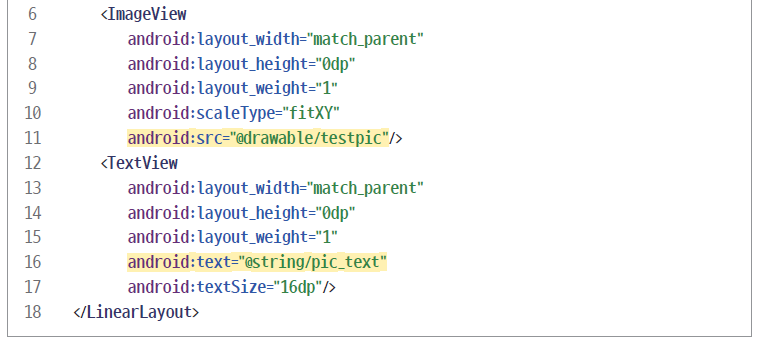 6 <ImageView
7 android:layout_width="match_parent"
8 android:layout_height="0dp"
9 android:layout_weight="1"
10 android:scaleType="fitXY"
11 android:src="@drawable/testpic"/>
12 <TextView
13 android:layout_width="match_parent"
14 android:layout_height="0dp"
15 android:layout_weight="1"
16 android:text="@string/pic_text"
17 android:textSize="16dp"/>
18 </LinearLayout>